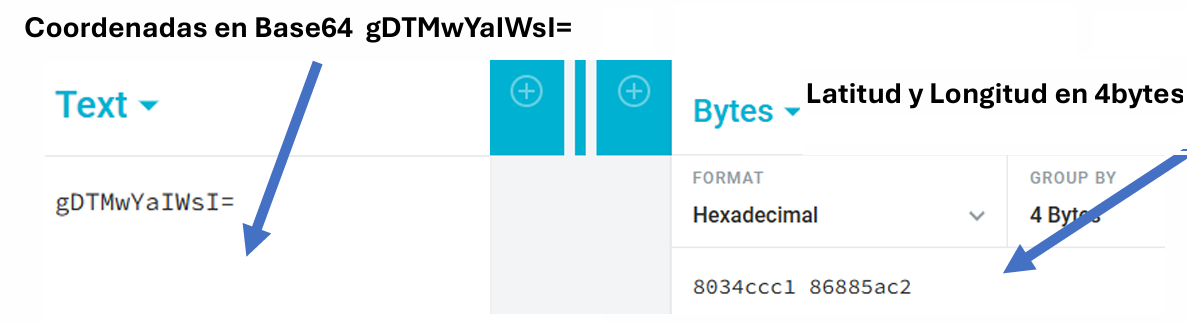 Coordenadas en Base64 gDTMwYaIWsI=
Text
Bytes
Latitud y Longitud en 4bytes
gDTMwYaIWsI=
FORMAT
GROUP BY
Hexadecimal
4 Bytes
8034ccc1 86885ac2